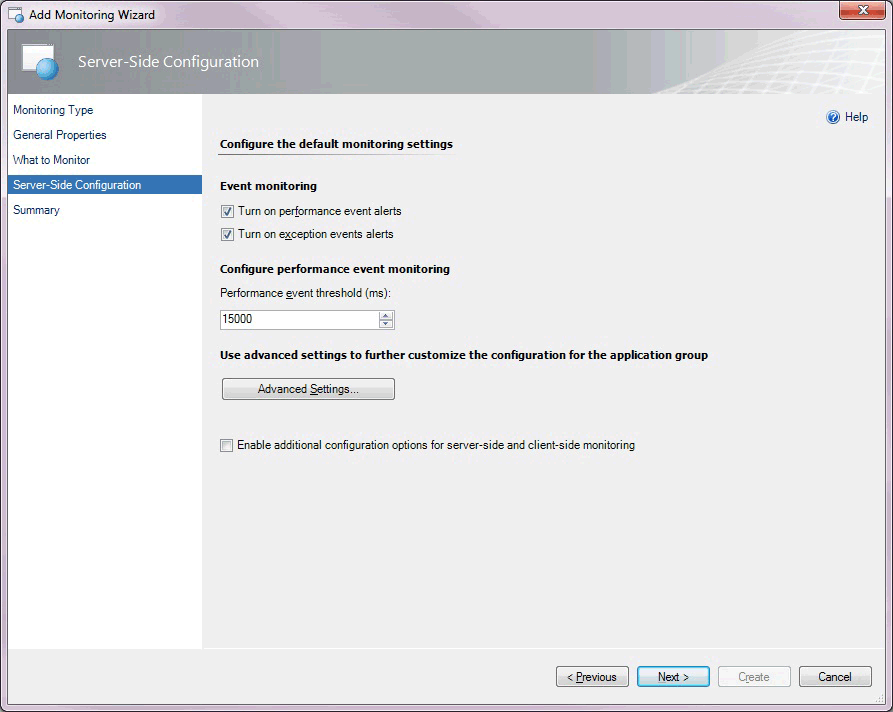 Add Monitoring Wizard
Server-Side Configuration
Monitoring Type
General Properties
What to Monitor
Server-Side Configuration
Summary
Help
Configure the default monitoring settings
Event monitoring
Turn on performance event alerts
Turn on exception events alerts
Configure performance event monitoring
Performance event threshold (ms):
15000
Use advanced settings to further customize the configuration for the application group
Advanced Settings...
Enable additional configuration options for server-side and client-side monitoring
< Previous
Next >
Create
Cancel